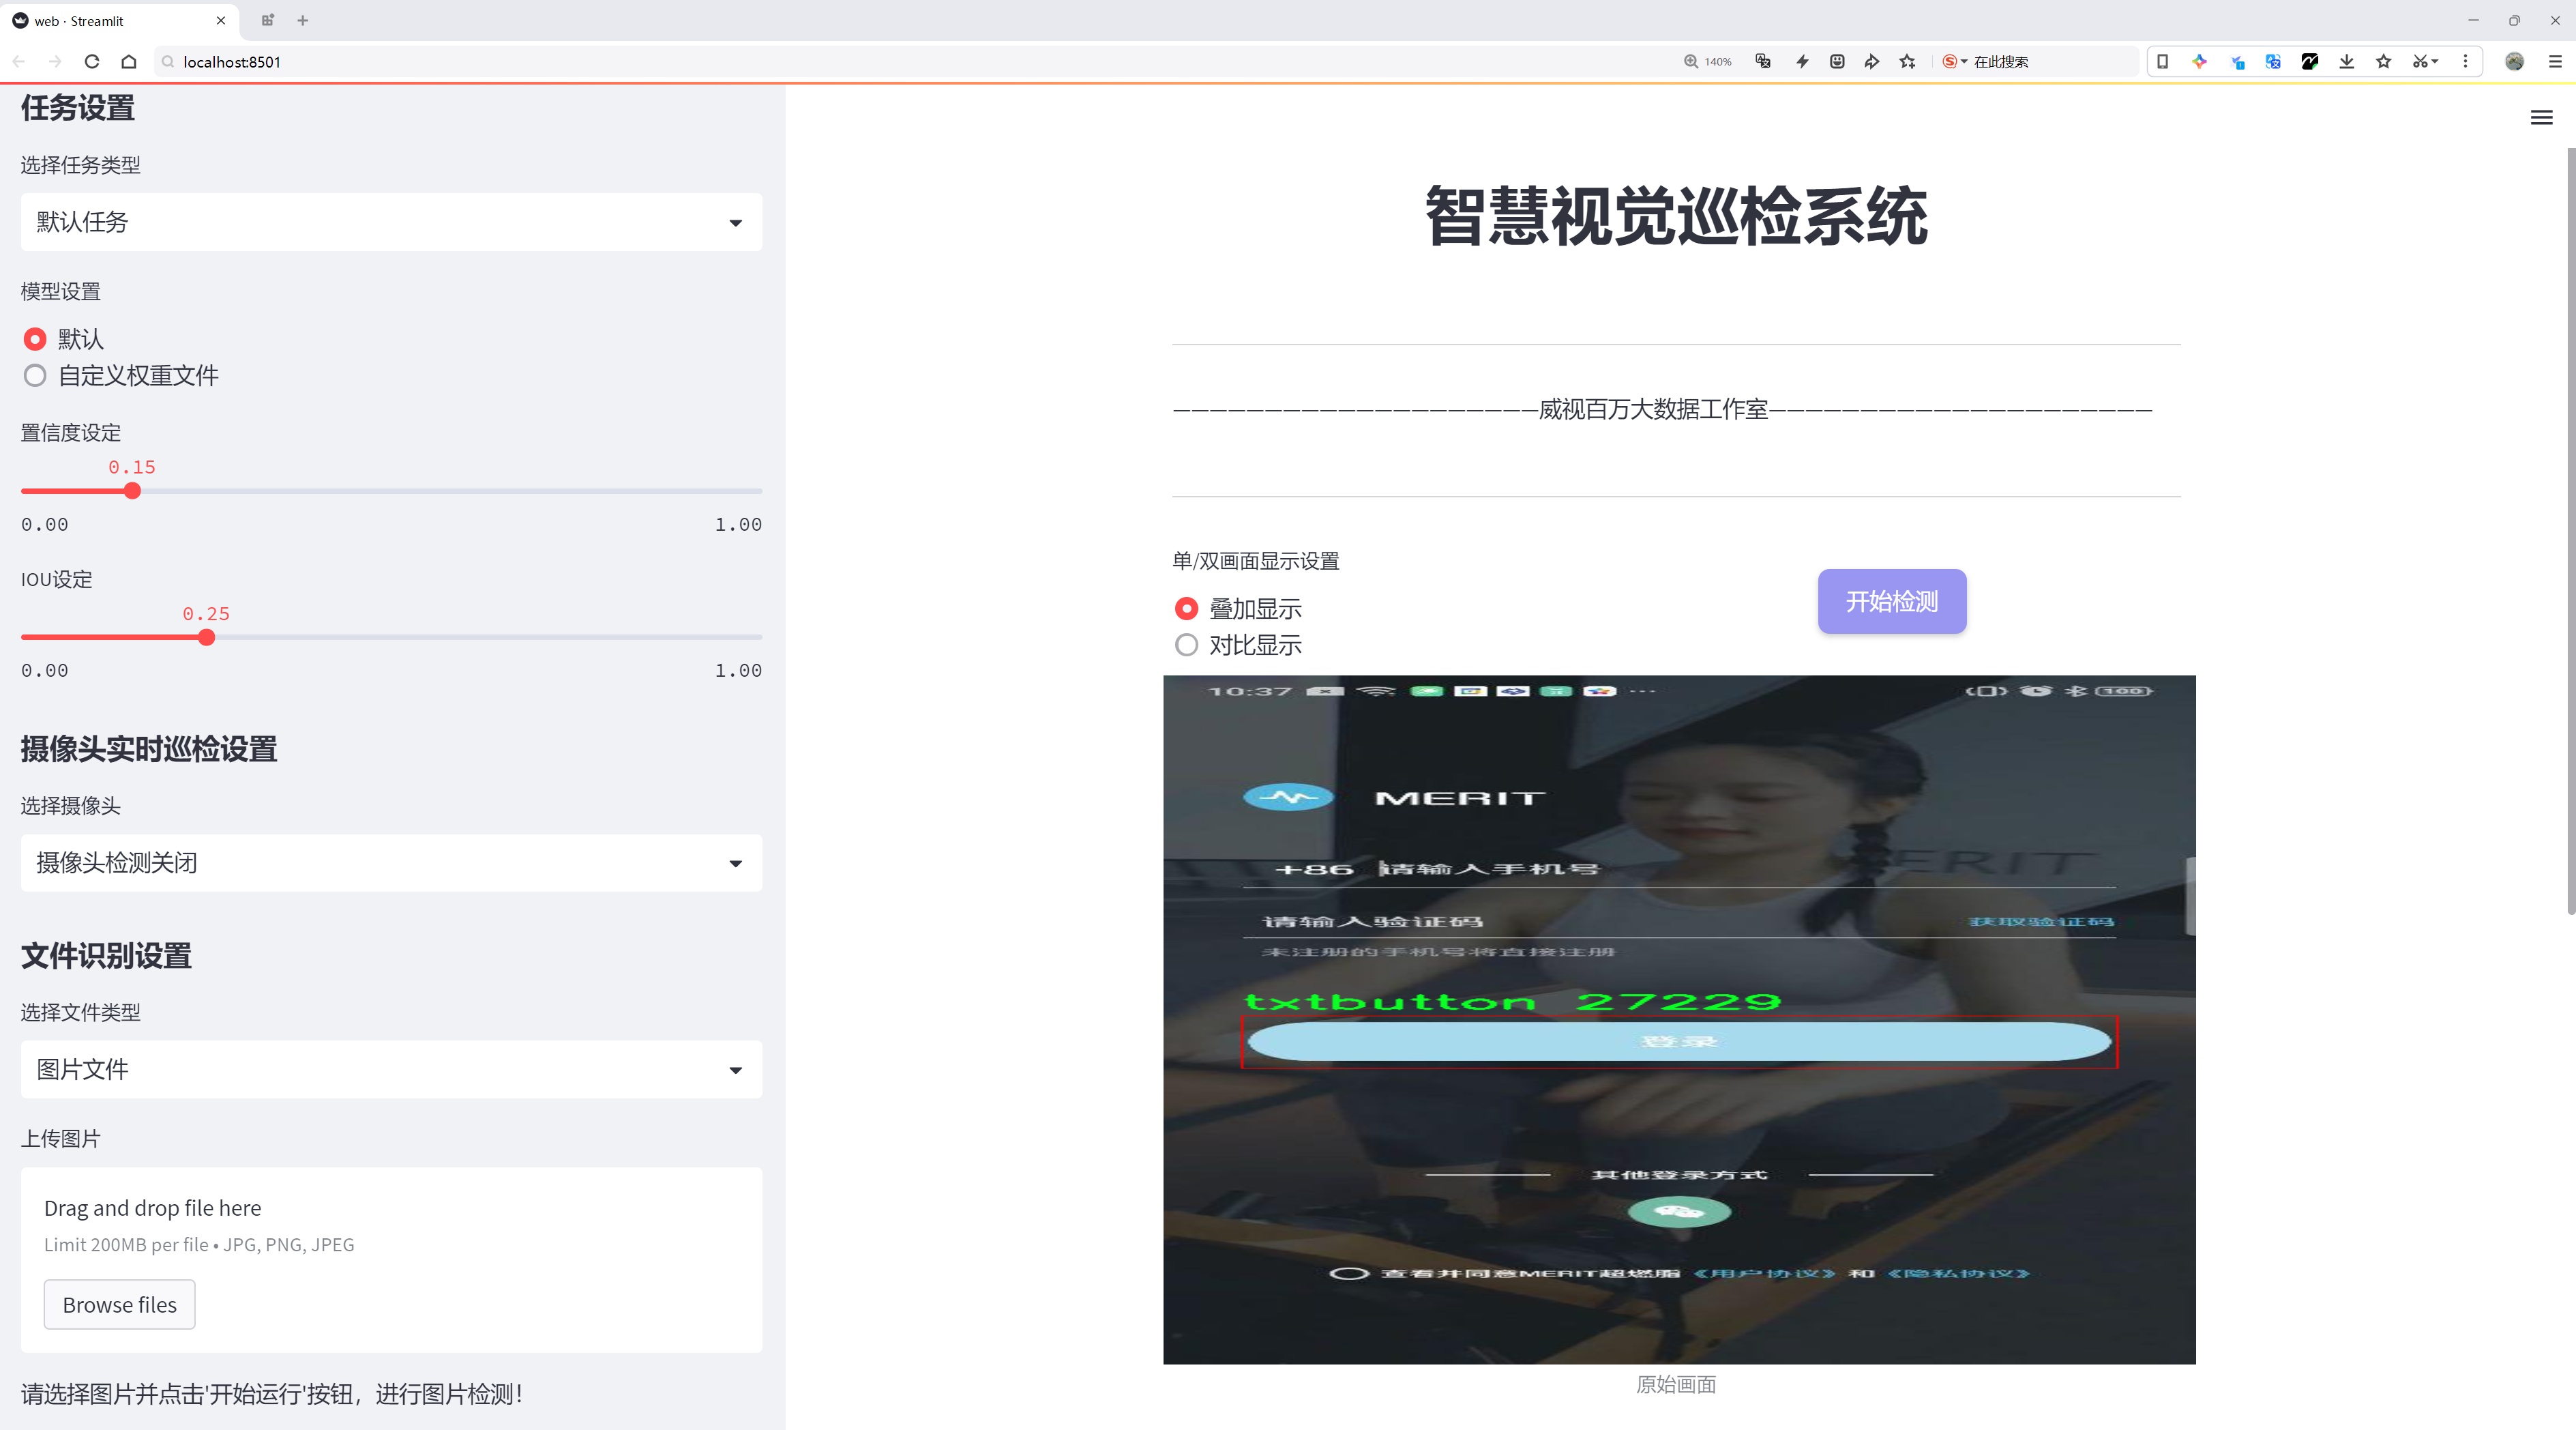 web · Streamlit
localhost:8501
140%
在此搜索
任务设置
选择任务类型
默认任务
模型设置
默认
自定义权重文件
置信度设定
0.15
0.00
1.00
IOU设定
0.25
0.00
1.00
摄像头实时巡检设置
选择摄像头
摄像头检测关闭
文件识别设置
选择文件类型
图片文件
上传图片
Drag and drop file here
Limit 200MB per file • JPG, PNG, JPEG
Browse files
请选择图片并点击'开始运行'按钮，进行图片检测！
智慧视觉巡检系统
————————————————————威视百万大数据工作室—————————————————————
单/双画面显示设置
叠加显示
对比显示
开始检测
10:37
100
MERIT
ERIT
+86 请输入手机号
请输入验证码
获取验证码
未注册的手机号将直接注册
txtbutton 27229
登录
其他登录方式
查看并同意MERIT超燃脂《用户协议》和《隐私协议》
原始画面